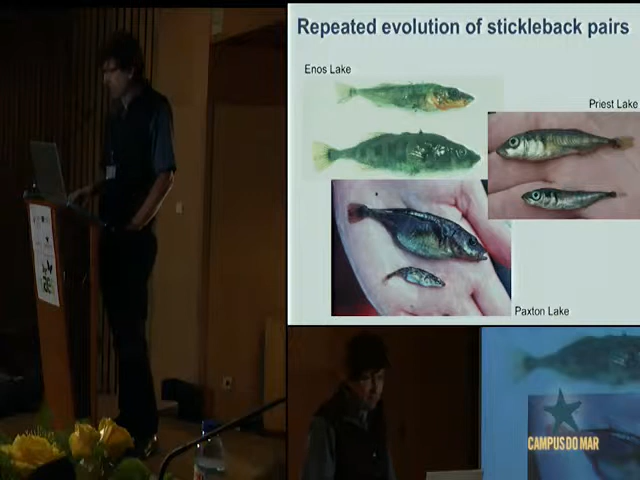 Repeated evolution of stickleback pairs
Enos Lake
Priest Lake
Paxton Lake
CAMPUS DO MAR